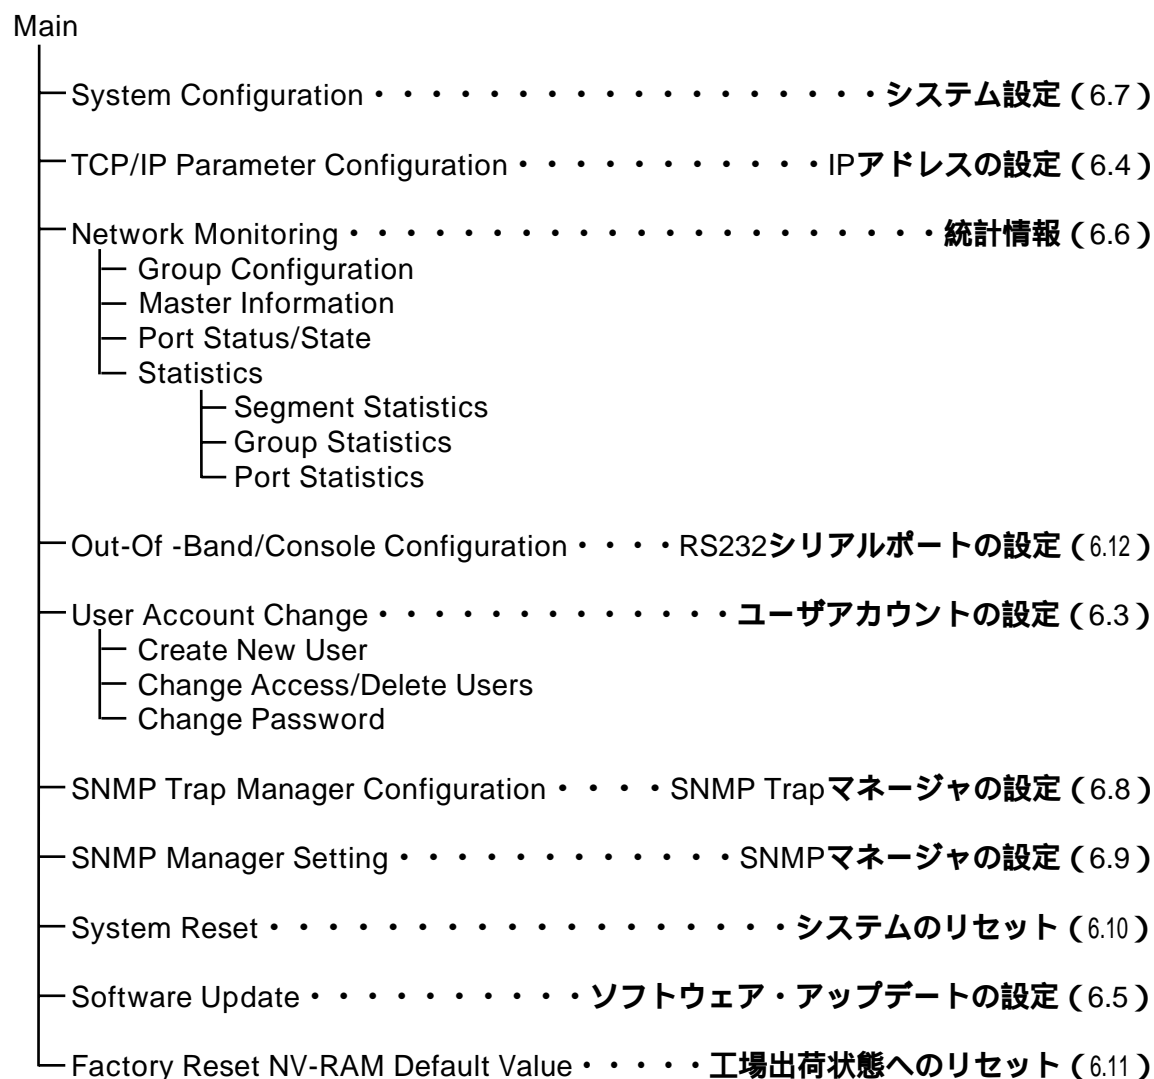 Main
System Configuration・・・・・・・・・・・・・・・・・・システム設定（6.7）
TCP/IP Parameter Configuration・・・・・・・・・・・・IPアドレスの設定（6.4）
Network Monitoring・・・・・・・・・・・・・・・・・・・・・統計情報（6.6）
Group Configuration
Master Information
Port Status/State
Statistics
Segment Statistics
Group Statistics
Port Statistics
Out-Of -Band/Console Configuration・・・・RS232シリアルポートの設定（6.12）
User Account Change・・・・・・・・・・・・・ユーザアカウントの設定（6.3）
Create New User
Change Access/Delete Users
Change Password
SNMP Trap Manager Configuration・・・・SNMP Trapマネージャの設定（6.8）
SNMP Manager Setting・・・・・・・・・・・・SNMPマネージャの設定（6.9）
System Reset・・・・・・・・・・・・・・・・・・システムのリセット（6.10）
Software Update・・・・・・・・・・ソフトウェア・アップデートの設定（6.5）
Factory Reset NV-RAM Default Value・・・・・工場出荷状態へのリセット（6.11）